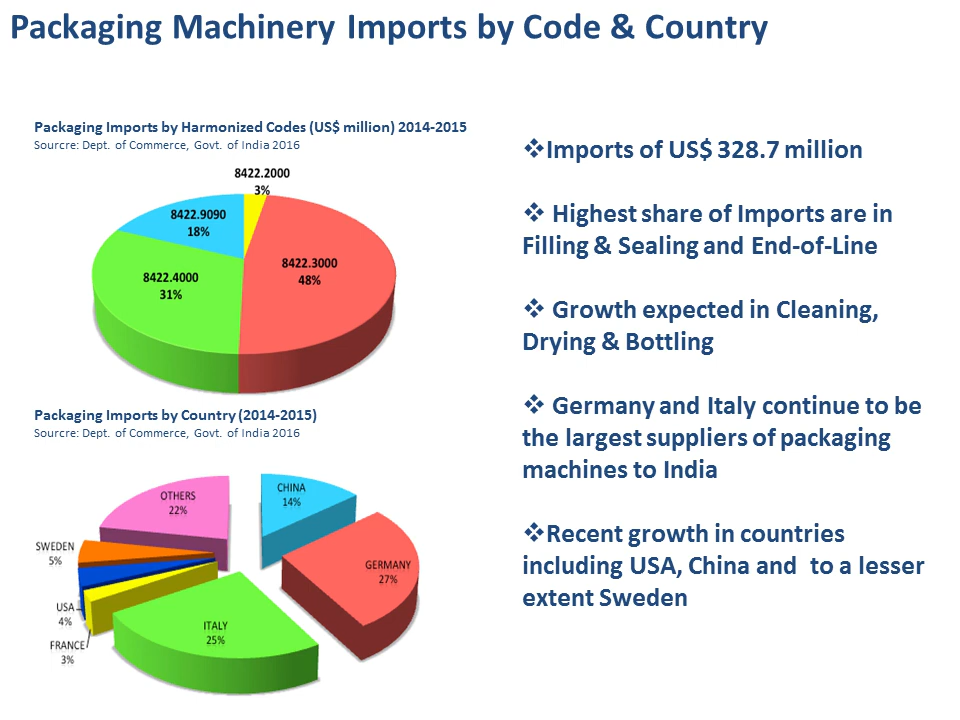 Packaging Machinery Imports by Code & Country
Packaging Imports by Harmonized Codes (US$ million) 2014-2015
Sourcre: Dept. of Commerce, Govt. of India 2016
8422.2000
3%
8422.9090
18%
8422.3000
48%
8422.4000
31%
Packaging Imports by Country (2014-2015)
Sourcre: Dept. of Commerce, Govt. of India 2016
CHINA
14%
OTHERS
22%
SWEDEN
5%
GERMANY
27%
USA
4%
ITALY
25%
FRANCE
3%
❖Imports of US$ 328.7 million
❖ Highest share of Imports are in
Filling & Sealing and End-of-Line
❖ Growth expected in Cleaning,
Drying & Bottling
❖ Germany and Italy continue to be
the largest suppliers of packaging
machines to India
❖Recent growth in countries
including USA, China and  to a lesser
extent Sweden